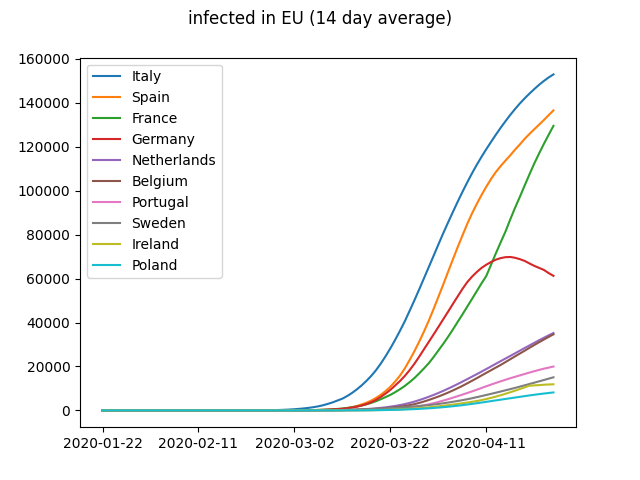 infected in EU (14 day average)
160000
140000
120000
100000
80000
60000
40000
20000
0
Italy
Spain
France
Germany
Netherlands
Belgium
Portugal
Sweden
Ireland
Poland
2020-01-22 2020-02-11 2020-03-02 2020-03-22 2020-04-11